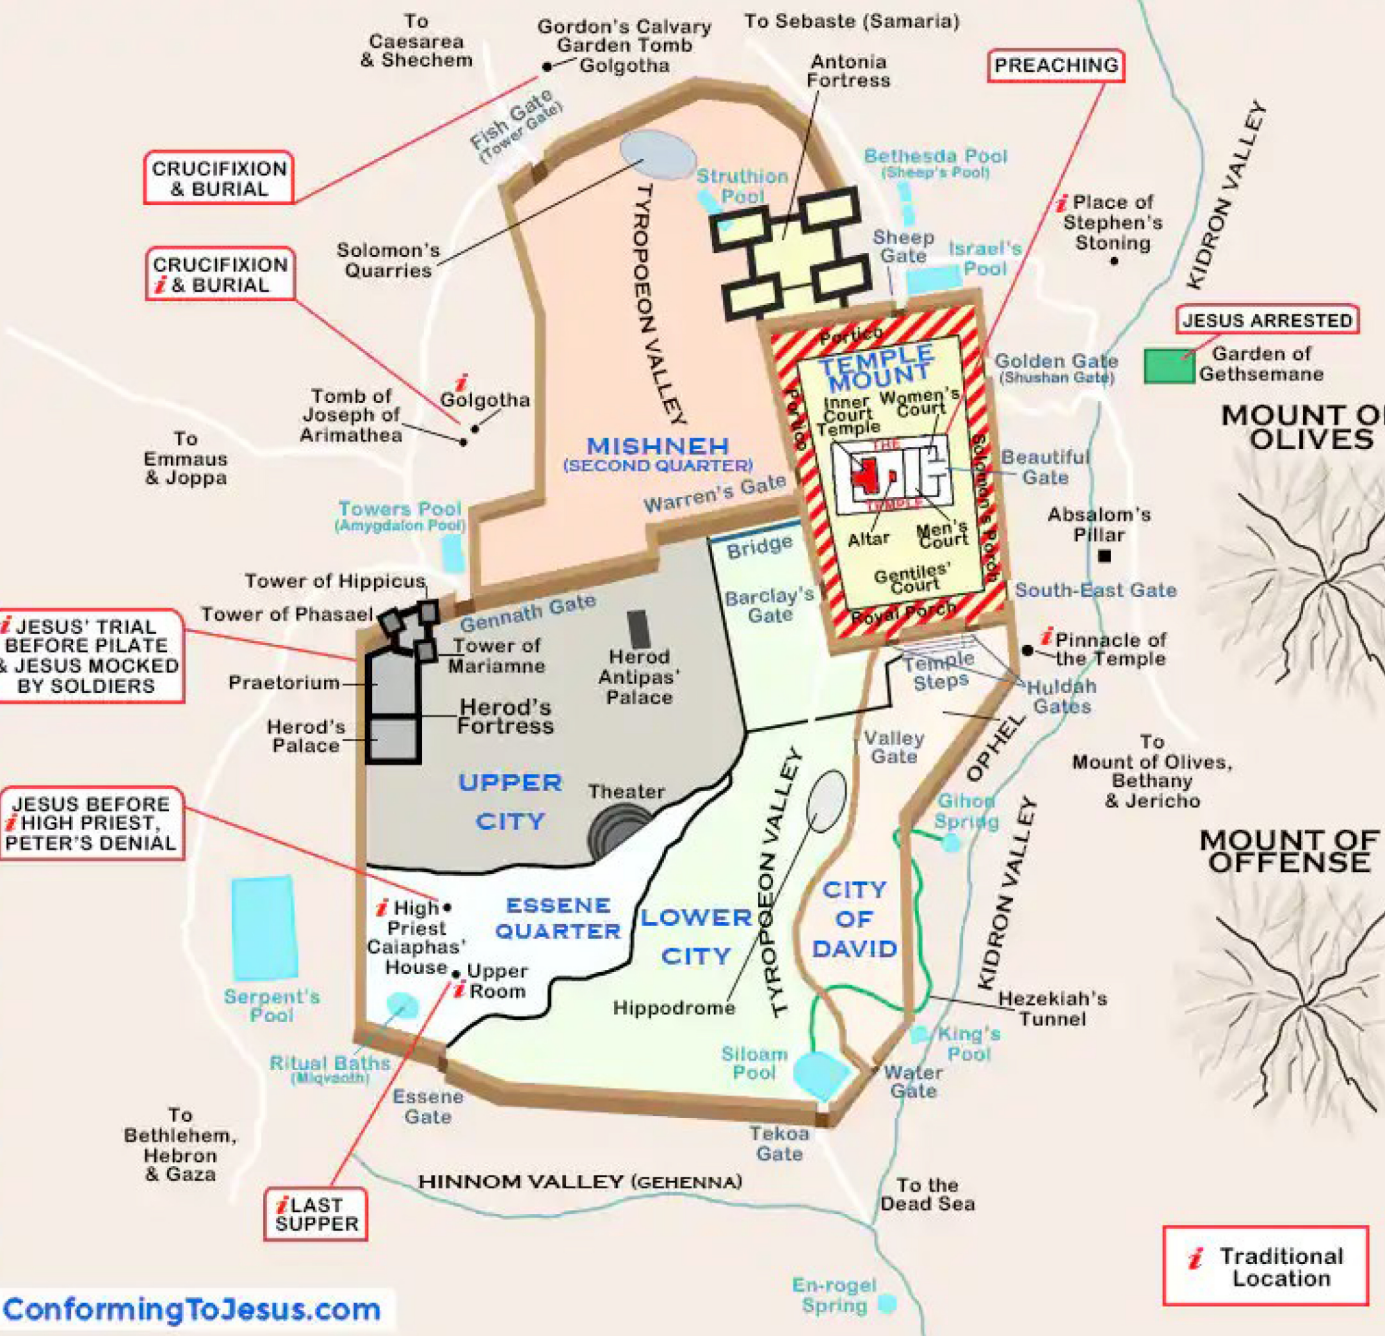 To
Caesarea
& Shechem
Gordon's Calvary
Garden Tomb
Golgotha
To Sebaste (Samaria)
Antonia
Fortress
PREACHING
Fish Gate
(Tower Gate)
KIDRON VALLEY
CRUCIFIXION
& BURIAL
Struthion
Pool
Bethesda Pool
(Sheep's Pool)
i Place of
Stephen's
Stoning
TYROPOEON VALLEY
Solomon's
Quarries
Sheep
Gate
Israel's
Pool
CRUCIFIXION
i & BURIAL
JESUS ARRESTED
Garden of
Gethsemane
Portico
TEMPLE
MOUNT
Golden Gate
(Shushan Gate)
i
Golgotha
Tomb of
Joseph of
Arimathea
Portico
Inner
Court
Women's
Court
Temple
THE
TEMPLE
Solomon's Porch
MOUNT OF
OLIVES
To
Emmaus
& Joppa
MISHNEH
(SECOND QUARTER)
Beautiful
Gate
Warren's Gate
Towers Pool
(Amygdalon Pool)
Altar
Men's
Court
Absalom's
Pillar
Bridge
Gentiles'
Court
Tower of Hippicus
Barclay's
Gate
South-East Gate
Tower of Phasael
Gennath Gate
Royal Porch
i JESUS' TRIAL
BEFORE PILATE
& JESUS MOCKED
BY SOLDIERS
Tower of
Mariamne
Herod
Antipas'
Palace
i Pinnacle of
the Temple
Temple
Steps
Praetorium
Huldah
Gates
Herod's
Fortress
Herod's
Palace
OPHEL
Valley
Gate
To
Mount of Olives,
Bethany
& Jericho
UPPER
CITY
Theater
TYROPOEON VALLEY
Gihon
Spring
JESUS BEFORE
i HIGH PRIEST,
PETER'S DENIAL
KIDRON VALLEY
MOUNT OF
OFFENSE
i High
Priest
Caiaphas'
House
ESSENE
QUARTER
LOWER
CITY
CITY
OF
DAVID
Upper
i Room
Serpent's
Pool
Hippodrome
Hezekiah's
Tunnel
King's
Pool
Ritual Baths
(Miqvaoth)
Siloam
Pool
Water
Gate
Essene
Gate
To
Bethlehem,
Hebron
& Gaza
Tekoa
Gate
HINNOM VALLEY (GEHENNA)
To the
Dead Sea
i LAST
SUPPER
i Traditional
Location
En-rogel
Spring
ConformingToJesus.com